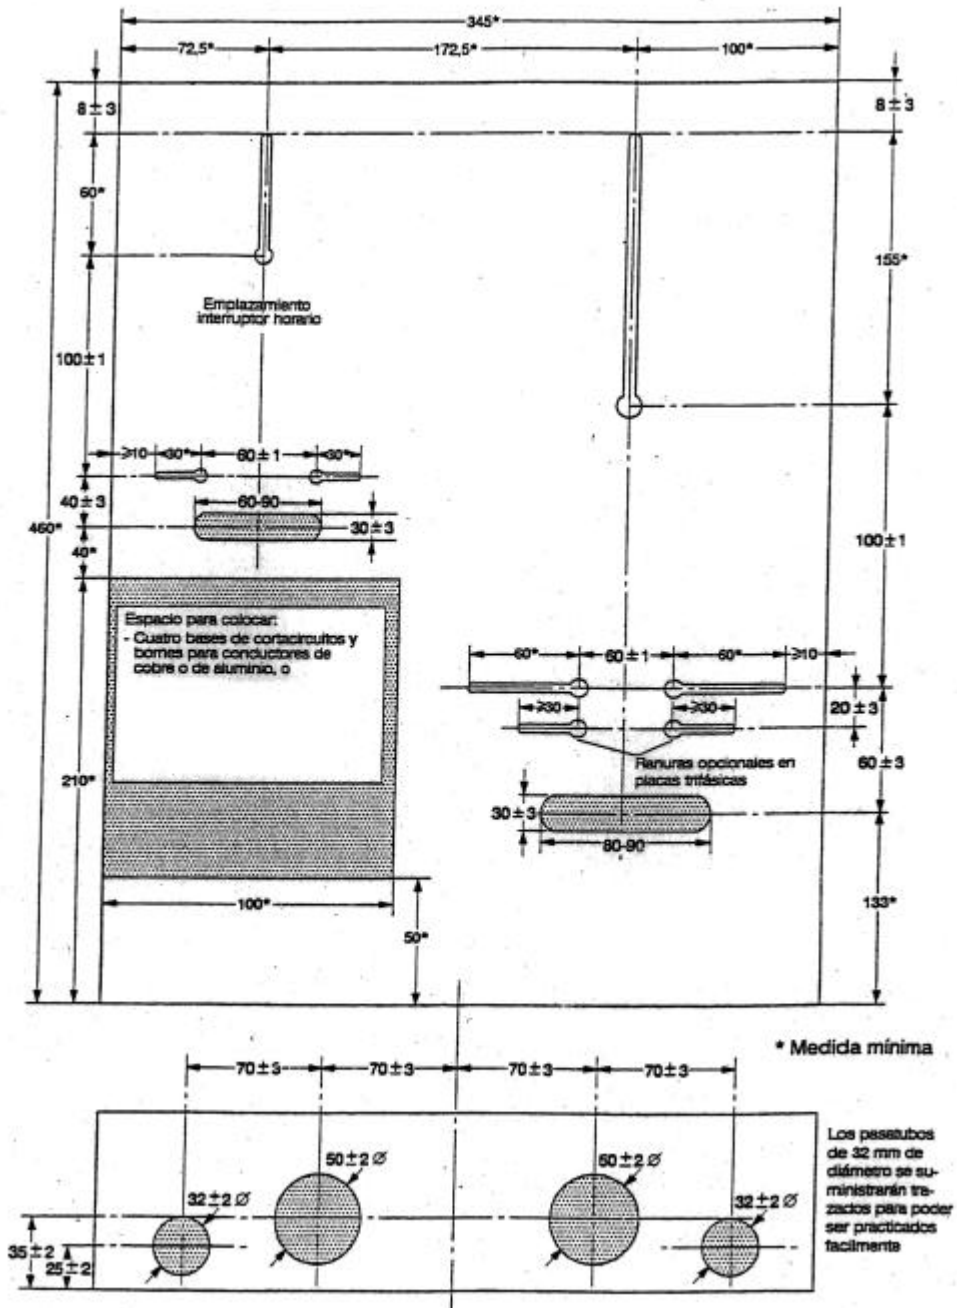 345*
72,5*
172,5*
100*
8±3
8±3
60*
155*
Emplazamiento
interruptor horario
100±1
≥10
30*
60±1
30*
40±3
60-90
30±3
460*
40*
100±1
Espacio para colocar:
- Cuatro bases de cortacircuitos y
bornes para conductores de
cobre o de aluminio, o
60*
60±1
60*
≥10
≥30
≥30
20±3
Ranuras opcionales en
placas trifásicas
60±3
210*
30±3
80-90
100*
133*
50*
* Medida mínima
70±3
70±3
70±3
70±3
Los pasatubos
de 32 mm de
diámetro se su-
ministrarán tra-
zados para poder
ser practicados
facilmente
50±2 Ø
50±2 Ø
32±2 Ø
32±2 Ø
35±2
25±2